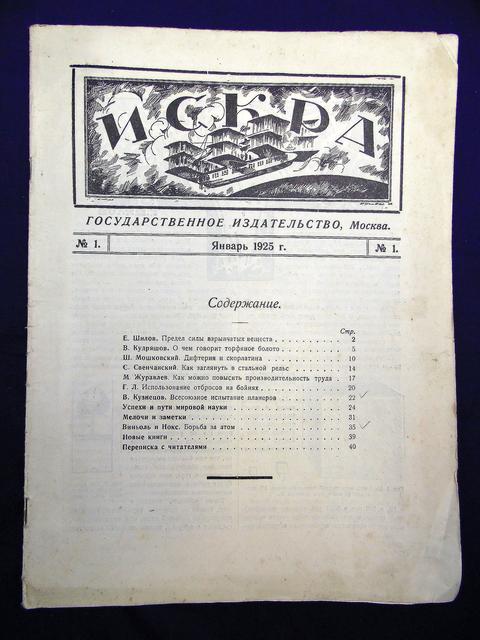 ИСКРА
ГОСУДАРСТВЕННОЕ ИЗДАТЕЛЬСТВО, Москва.
№ 1. Январь 1925 г. № 1.
Содержание.
Стр.
Е. Шилов. Предел силы взрывчатых веществ 2
В. Кудряшов. О чем говорит торфяное болото 5
Ш. Мошковский. Дифтерия и скорлатина 10
С. Свенчанский. Как заглянуть в стальной рельс 14
М. Журавлев. Как можно повысить производительность труда 17
Г. Л. Использование отбросов на бойнях 20
В. Кузнецов. Всесоюзное испытание планеров 22
Успехи и пути мировой науки 24
Мелочи и заметки 31
Виньоль и Нокс. Борьба за атом 35
Новые книги 39
Переписка с читателями 40